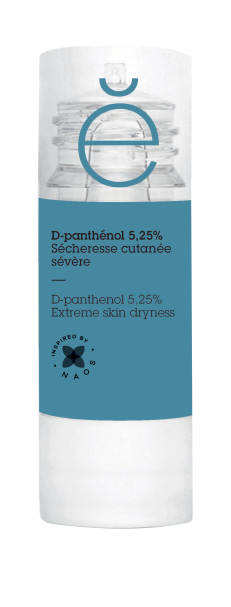 ĕ
D-panthénol 5,25%
Sécheresse cutanée
sévère
—
D-panthenol 5,25%
Extreme skin dryness
INSPIRED BY
NAOS